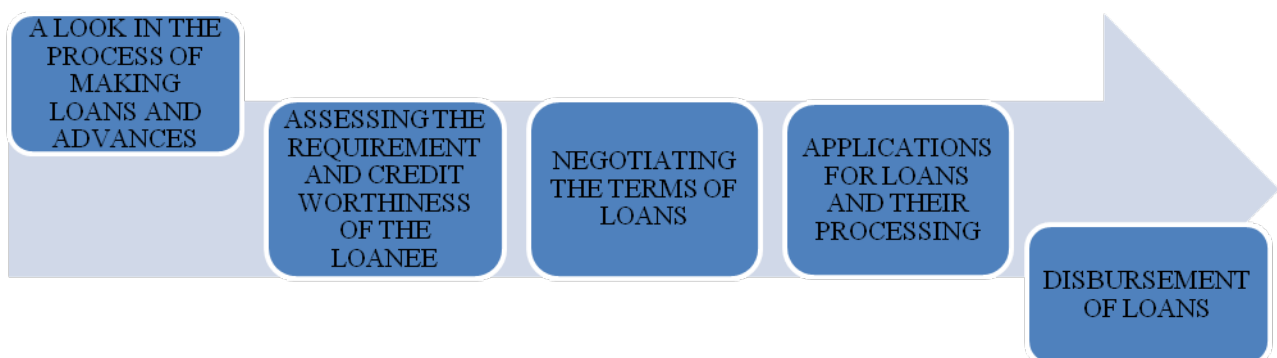 A LOOK IN THE
PROCESS OF
MAKING
LOANS AND
ADVANCES
ASSESSING THE
REQUIREMENT
AND CREDIT
WORTHINESS
OF THE
LOANEE
NEGOTIATING
THE TERMS OF
LOANS
APPLICATIONS
FOR LOANS
AND THEIR
PROCESSING
DISBURSEMENT
OF LOANS